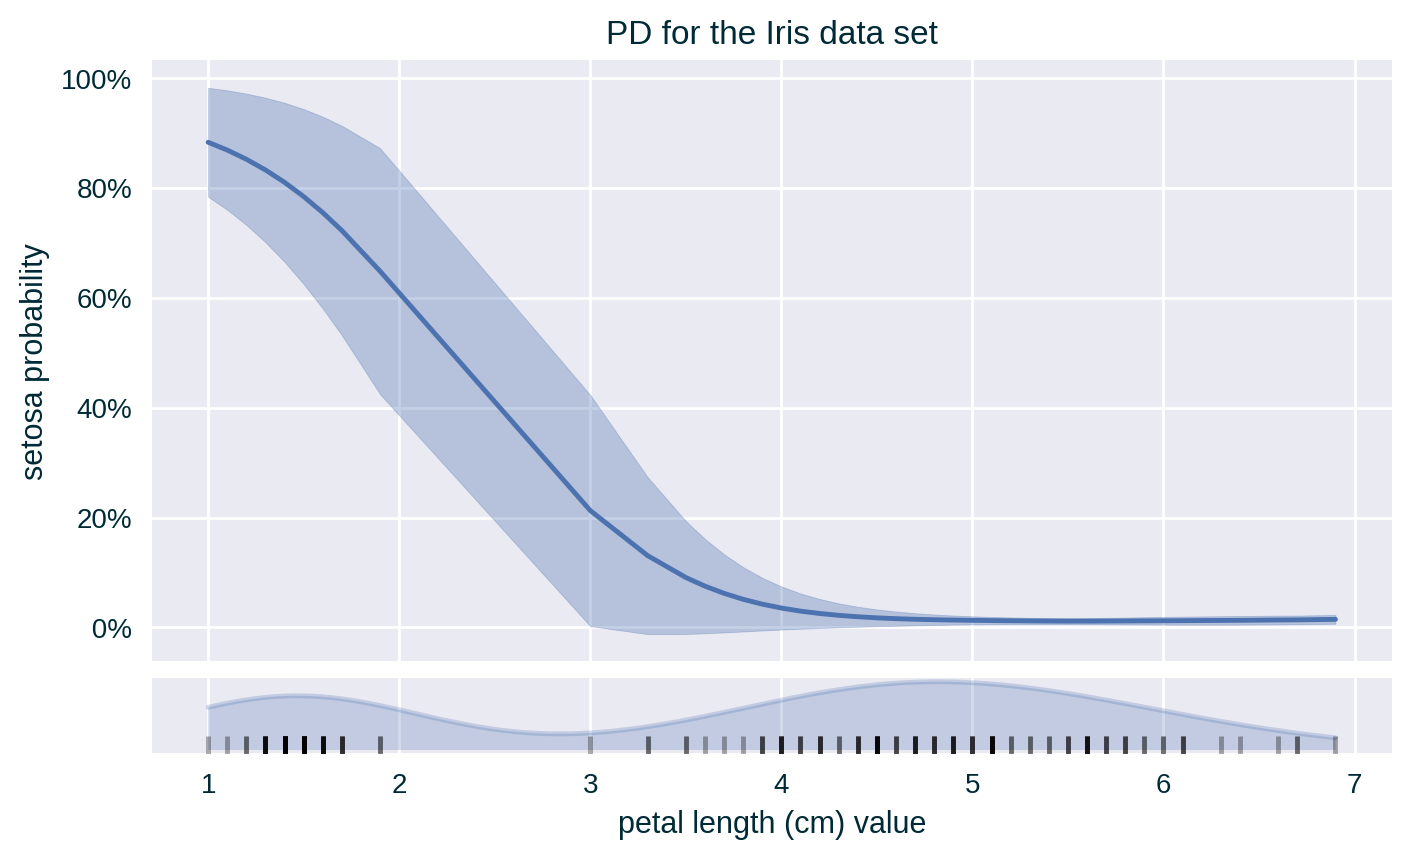 PD for the Iris data set
100%
80%
60%
40%
20%
0%
setosa probability
1 2 3 4 5 6 7
petal length (cm) value